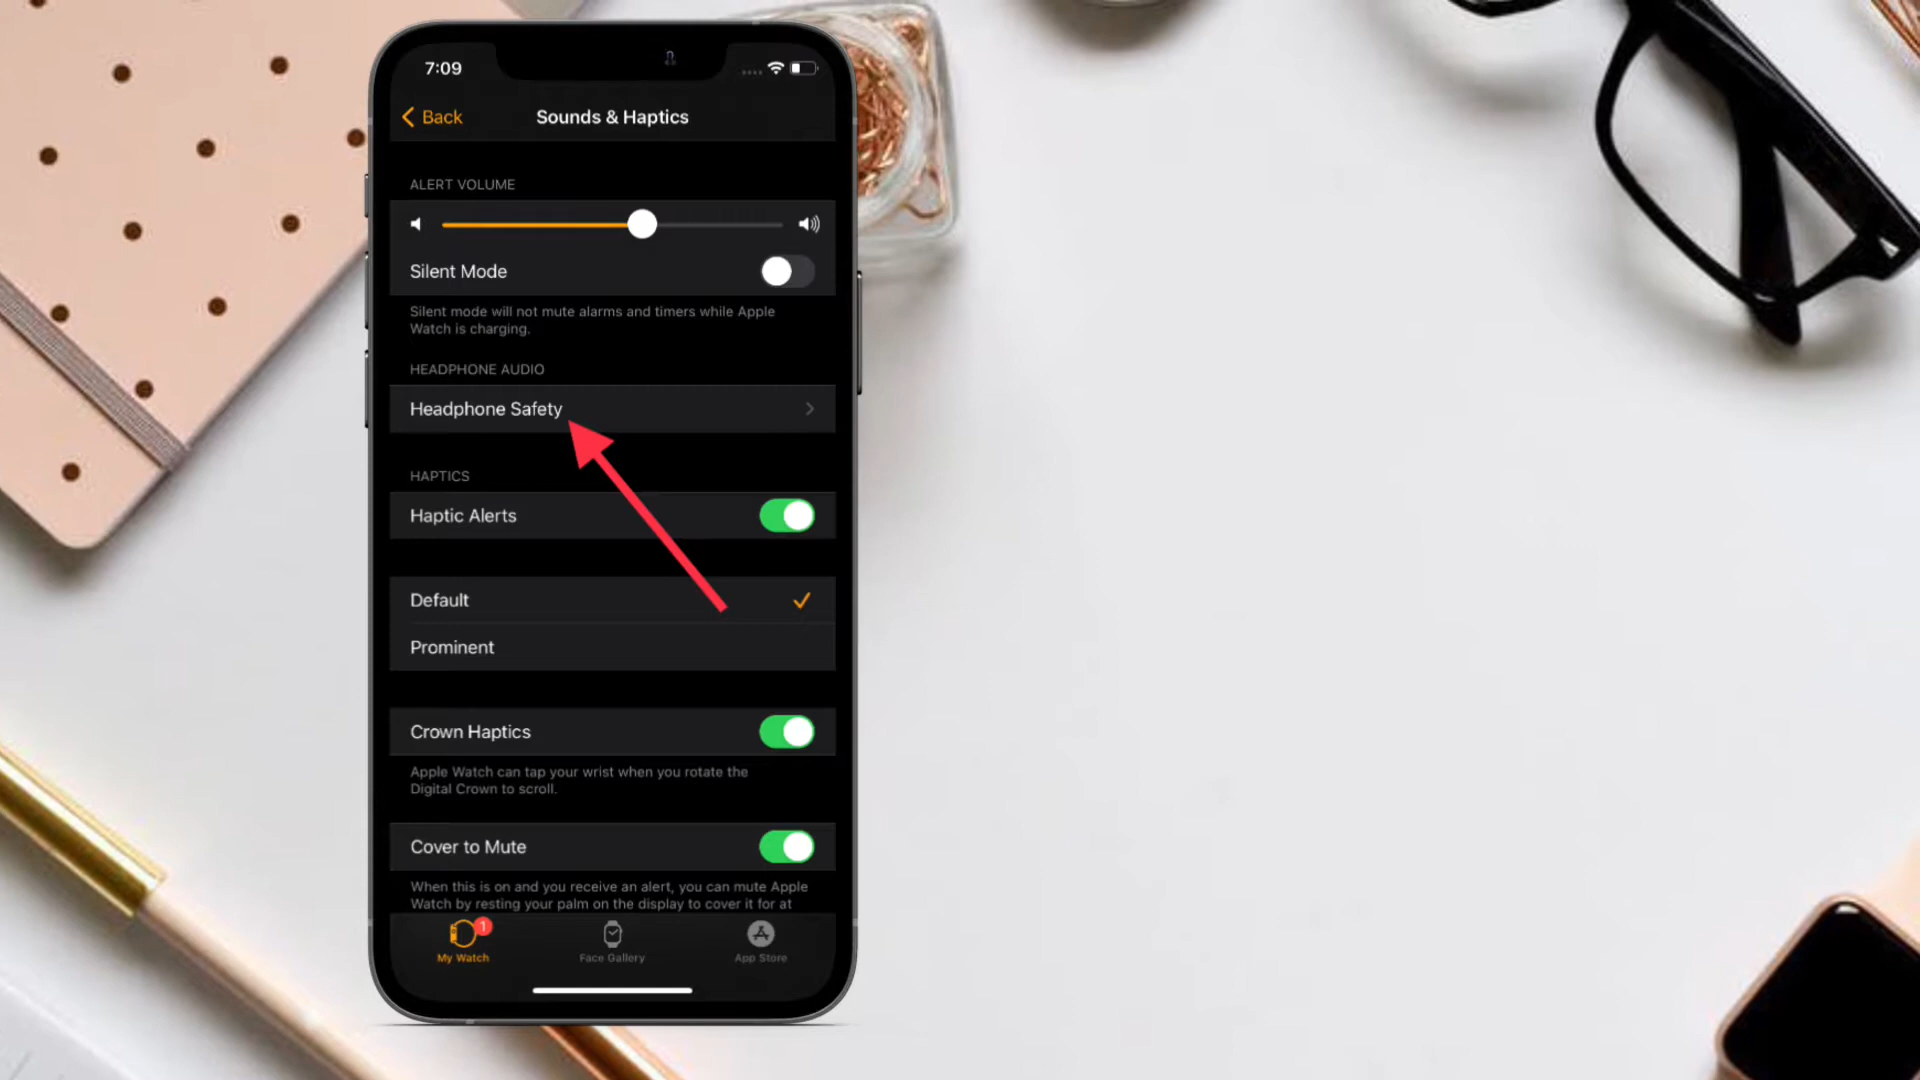 7:09
Back
Sounds & Haptics
ALERT VOLUME
Silent Mode
Silent mode will not mute alarms and timers while Apple
Watch is charging.
HEADPHONE AUDIO
Headphone Safety
HAPTICS
Haptic Alerts
Default
Prominent
Crown Haptics
Apple Watch can tap your wrist when you rotate the
Digital Crown to scroll.
Cover to Mute
When this is on and you receive an alert, you can mute Apple
Watch by resting your palm on the display to cover it for at
1
My Watch
Face Gallery
App Store